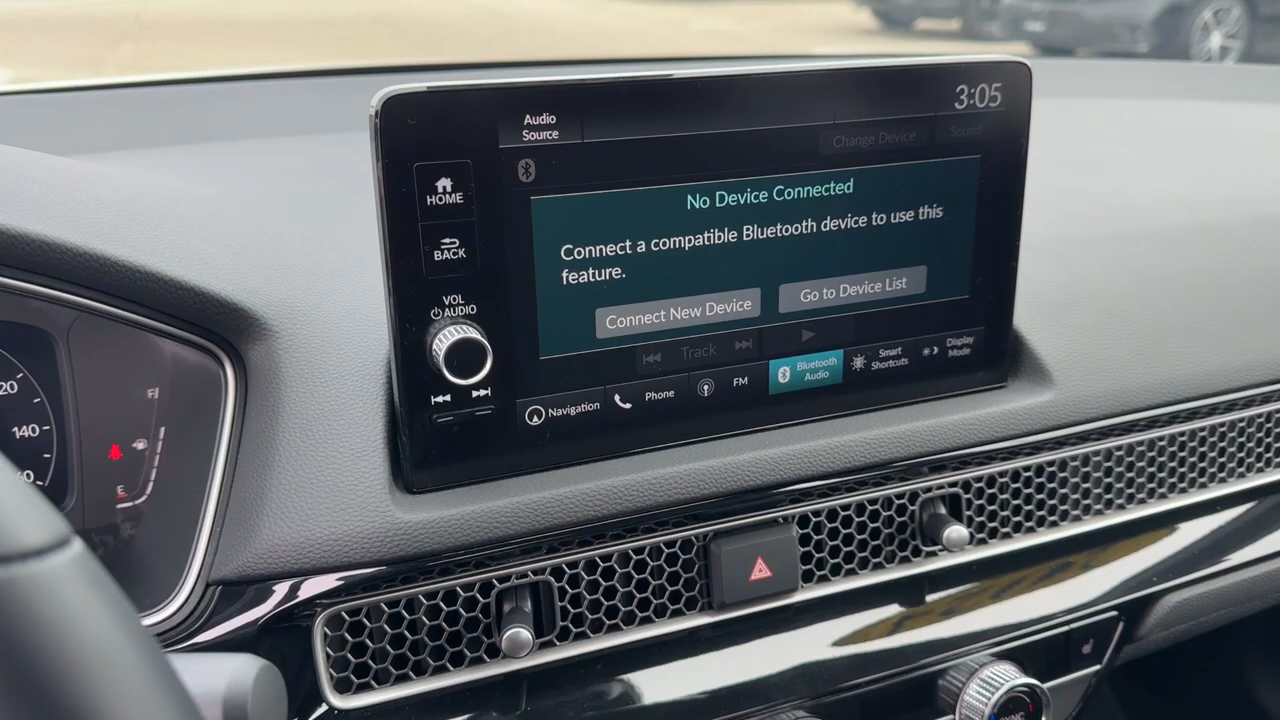 3:05
Audio
Source
Change Device
Sound
HOME
BACK
VOL
AUDIO
No Device Connected
Connect a compatible Bluetooth device to use this
feature.
Connect New Device
Go to Device List
Track
Navigation
Phone
FM
Bluetooth
Audio
Smart
Shortcuts
Display
Mode
20
140
60
F
E
SYNC